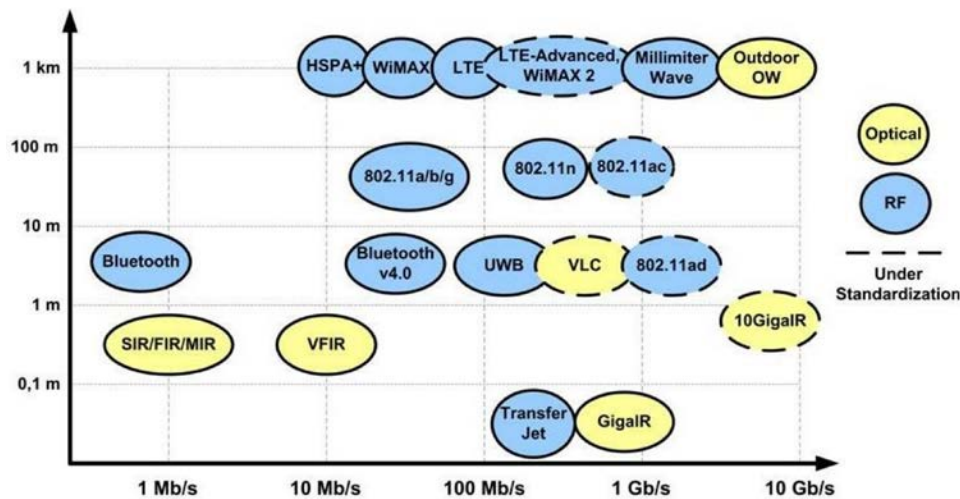 1 km
HSPA+
WiMAX
LTE
LTE-Advanced,
WiMAX 2
Millimiter
Wave
Outdoor
OW
100 m
802.11a/b/g
802.11n
802.11ac
Optical
RF
Under
Standardization
10 m
Bluetooth
Bluetooth
v4.0
UWB
VLC
802.11ad
1 m
SIR/FIR/MIR
VFIR
10GigaIR
0,1 m
Transfer
Jet
GigaIR
1 Mb/s
10 Mb/s
100 Mb/s
1 Gb/s
10 Gb/s